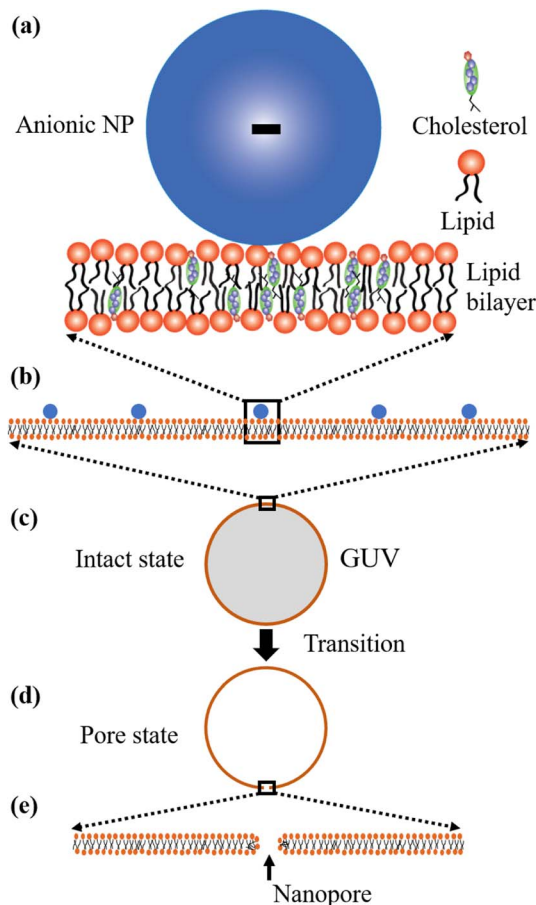 (a)
Anionic NP
Cholesterol
Lipid
Lipid
bilayer
(b)
(c)
Intact state
GUV
Transition
(d)
Pore state
(e)
Nanopore